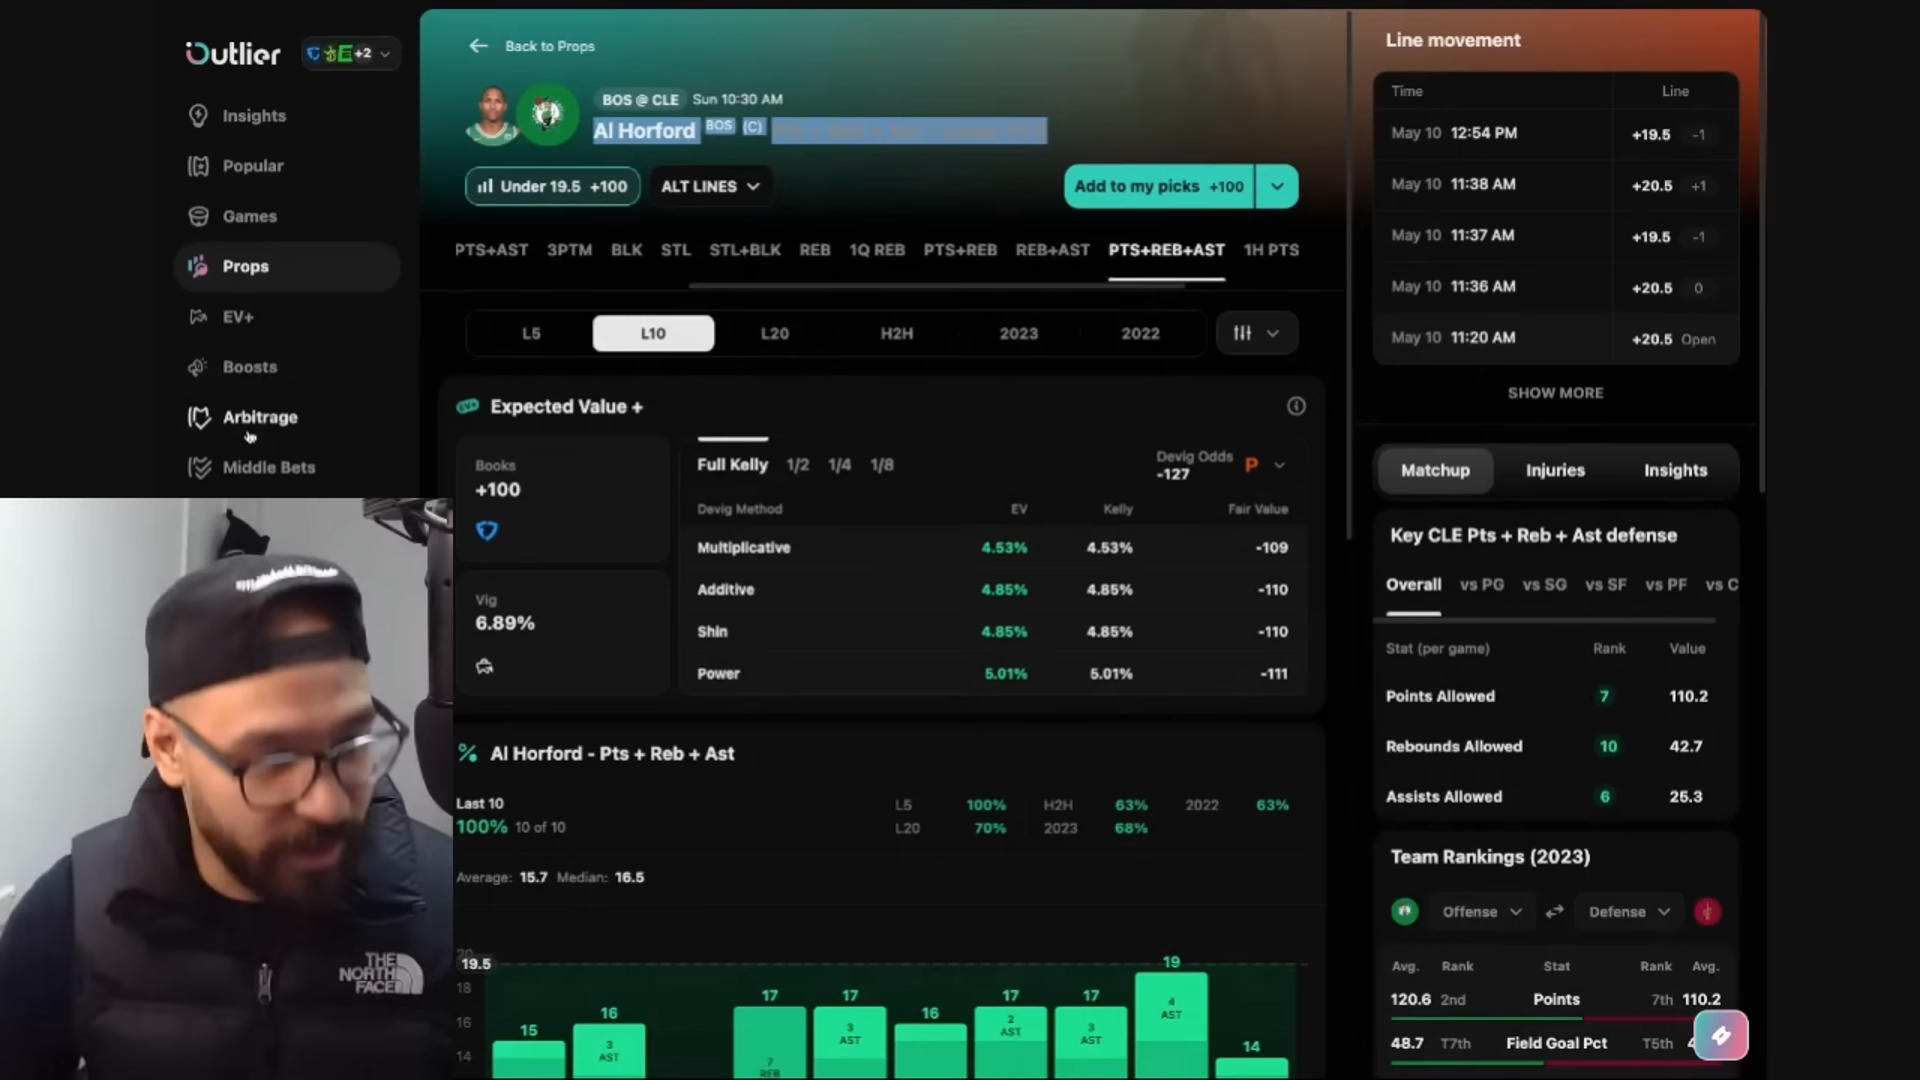 Outlier
+2
Insights
Popular
Games
Props
EV+
Boosts
Arbitrage
Middle Bets
Back to Props
BOS @ CLE Sun 10:30 AM
Al Horford BOS (C)
Under 19.5 +100
ALT LINES
Add to my picks +100
PTS+AST 3PTM BLK STL STL+BLK REB 1Q REB PTS+REB REB+AST PTS+REB+AST 1H PTS
L5 L10 L20 H2H 2023 2022
Expected Value +
Books
+100
Vig
6.89%
Full Kelly 1/2 1/4 1/8
Devig Odds
-127
P
Devig Method EV Kelly Fair Value
Multiplicative 4.53% 4.53% -109
Additive 4.85% 4.85% -110
Shin 4.85% 4.85% -110
Power 5.01% 5.01% -111
% Al Horford - Pts + Reb + Ast
Last 10
100% 10 of 10
L5 100% H2H 63% 2022 63%
L20 70% 2023 68%
Average: 15.7 Median: 16.5
20
19.5
18
16
14
15
16
3
AST
17
7
REB
17
3
AST
16
17
2
AST
17
3
AST
19
4
AST
14
Line movement
Time Line
May 10 12:54 PM +19.5 -1
May 10 11:38 AM +20.5 +1
May 10 11:37 AM +19.5 -1
May 10 11:36 AM +20.5 0
May 10 11:20 AM +20.5 Open
SHOW MORE
Matchup Injuries Insights
Key CLE Pts + Reb + Ast defense
Overall vs PG vs SG vs SF vs PF vs C
Stat (per game) Rank Value
Points Allowed 7 110.2
Rebounds Allowed 10 42.7
Assists Allowed 6 25.3
Team Rankings (2023)
Offense Defense
Avg. Rank Stat Rank Avg.
120.6 2nd Points 7th 110.2
48.7 T7th Field Goal Pct T5th
THE
NORTH
FACE